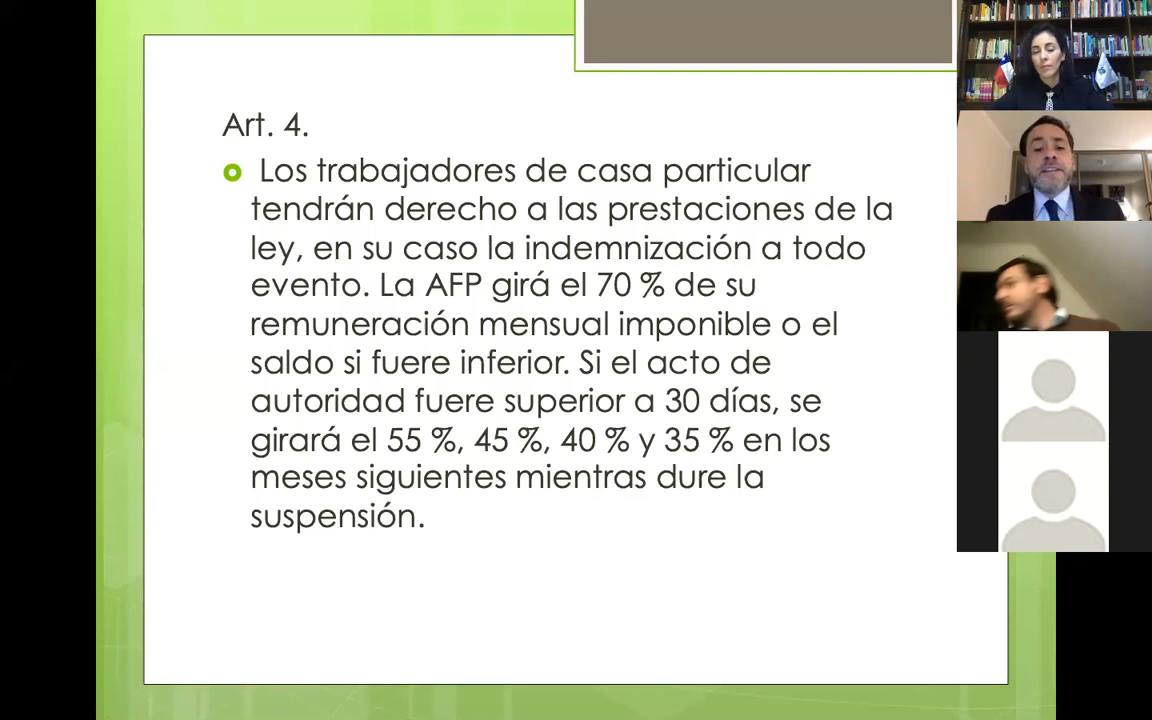 Art. 4.
Los trabajadores de casa particular
tendrán derecho a las prestaciones de la
ley, en su caso la indemnización a todo
evento. La AFP girá el 70 % de su
remuneración mensual imponible o el
saldo si fuere inferior. Si el acto de
autoridad fuere superior a 30 días, se
girará el 55 %, 45 %, 40 % y 35 % en los
meses siguientes mientras dure la
suspensión.